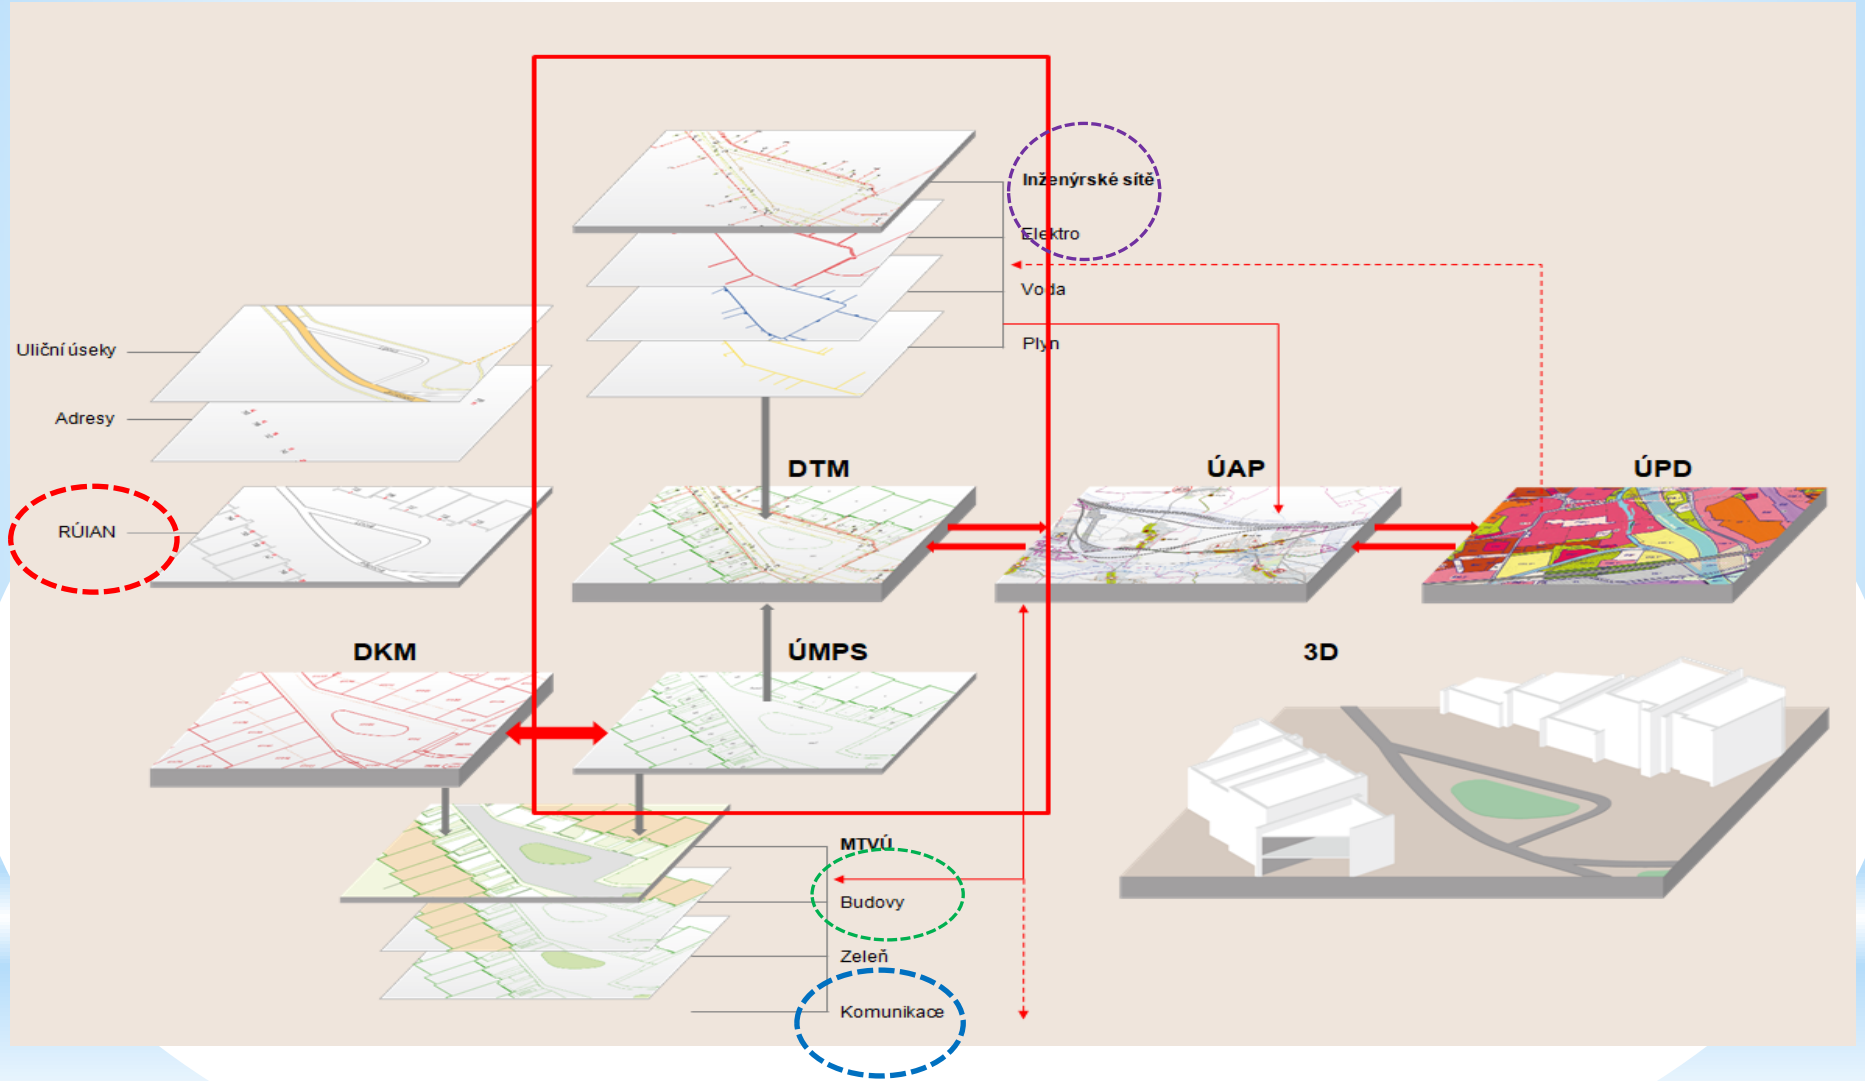 Inženýrské sítě
Elektro
Voda
Plyn
Uliční úseky
Adresy
RÚIAN
DTM
ÚAP
ÚPD
DKM
ÚMPS
3D
MTVÚ
Budovy
Zeleň
Komunikace